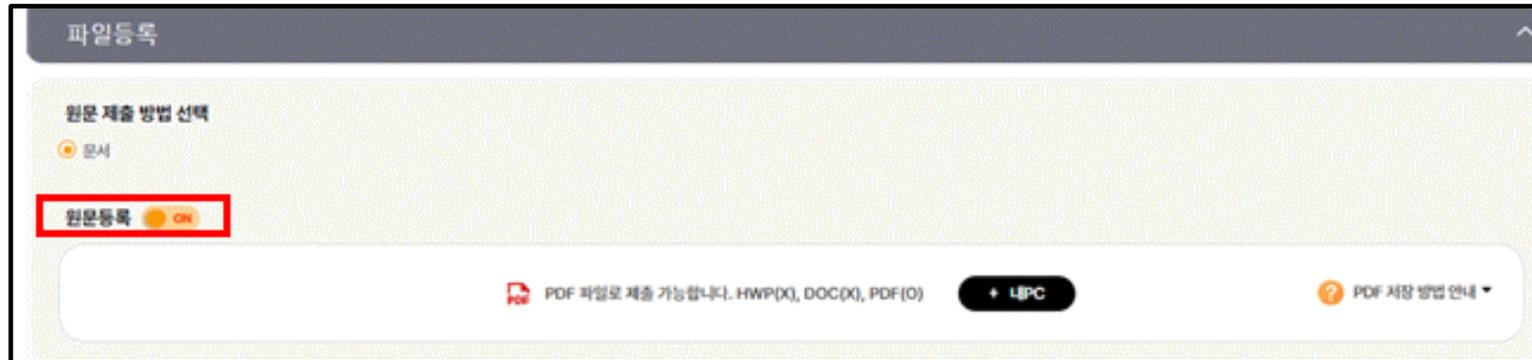 파일등록
원문 제출 방법 선택
문서
원문등록 ON
PDF PDF 파일로 제출 가능합니다. HWP(X), DOC(X), PDF(O) + 내PC ? PDF 저장 방법 안내